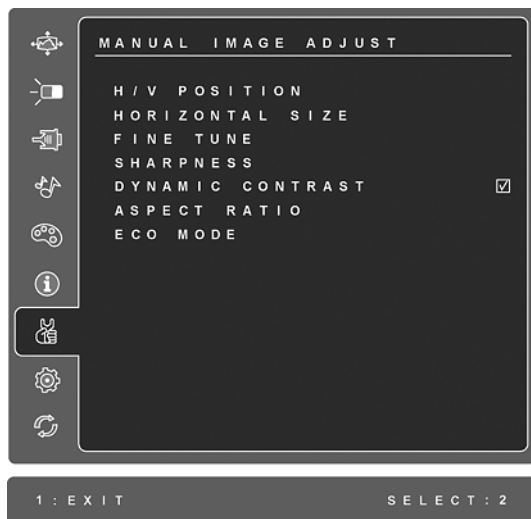 MANUAL IMAGE ADJUST
H/V POSITION
HORIZONTAL SIZE
FINE TUNE
SHARPNESS
DYNAMIC CONTRAST
ASPECT RATIO
ECO MODE
1:EXIT SELECT:2